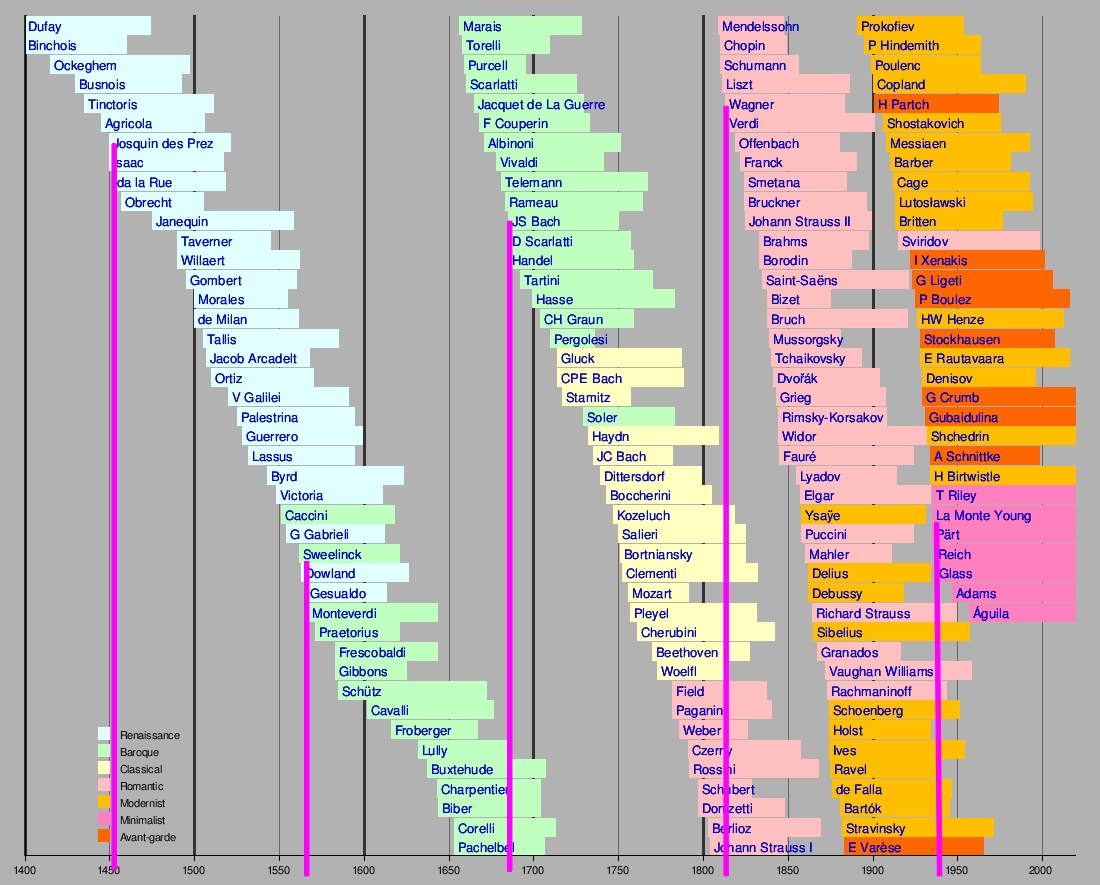 Dufay
Binchois
Ockeghem
Busnois
Tinctoris
Agricola
Josquin des Prez
Isaac
da la Rue
Obrecht
Janequin
Taverner
Willaert
Gombert
Morales
de Milan
Tallis
Jacob Arcadelt
Ortiz
V Galilei
Palestrina
Guerrero
Lassus
Byrd
Victoria
Caccini
G Gabrieli
Sweelinck
Dowland
Gesualdo
Monteverdi
Praetorius
Frescobaldi
Gibbons
Schütz
Cavalli
Froberger
Lully
Buxtehude
Charpentier
Biber
Corelli
Pachelbel
Marais
Torelli
Purcell
Scarlatti
Jacquet de La Guerre
F Couperin
Albinoni
Vivaldi
Telemann
Rameau
JS Bach
D Scarlatti
Handel
Tartini
Hasse
CH Graun
Pergolesi
Gluck
CPE Bach
Stamitz
Soler
Haydn
JC Bach
Dittersdorf
Boccherini
Kozeluch
Salieri
Bortniansky
Clementi
Mozart
Pleyel
Cherubini
Beethoven
Woelfl
Field
Paganini
Weber
Czerny
Rossini
Schubert
Donizetti
Berlioz
Johann Strauss I
Mendelssohn
Chopin
Schumann
Liszt
Wagner
Verdi
Offenbach
Franck
Smetana
Bruckner
Johann Strauss II
Brahms
Borodin
Saint-Saëns
Bizet
Bruch
Mussorgsky
Tchaikovsky
Dvořák
Grieg
Rimsky-Korsakov
Widor
Fauré
Lyadov
Elgar
Ysaÿe
Puccini
Mahler
Delius
Debussy
Richard Strauss
Sibelius
Granados
Vaughan Williams
Rachmaninoff
Schoenberg
Holst
Ives
Ravel
de Falla
Bartók
Stravinsky
E Varèse
Prokofiev
P Hindemith
Poulenc
Copland
H Partch
Shostakovich
Messiaen
Barber
Cage
Lutosławski
Britten
Sviridov
I Xenakis
G Ligeti
P Boulez
HW Henze
Stockhausen
E Rautavaara
Denisov
G Crumb
Gubaidulina
Shchedrin
A Schnittke
H Birtwistle
T Riley
La Monte Young
Pärt
Reich
Glass
Adams
Águila
Renaissance
Baroque
Classical
Romantic
Modernist
Minimalist
Avant-garde
1400 1450 1500 1550 1600 1650 1700 1750 1800 1850 1900 1950 2000